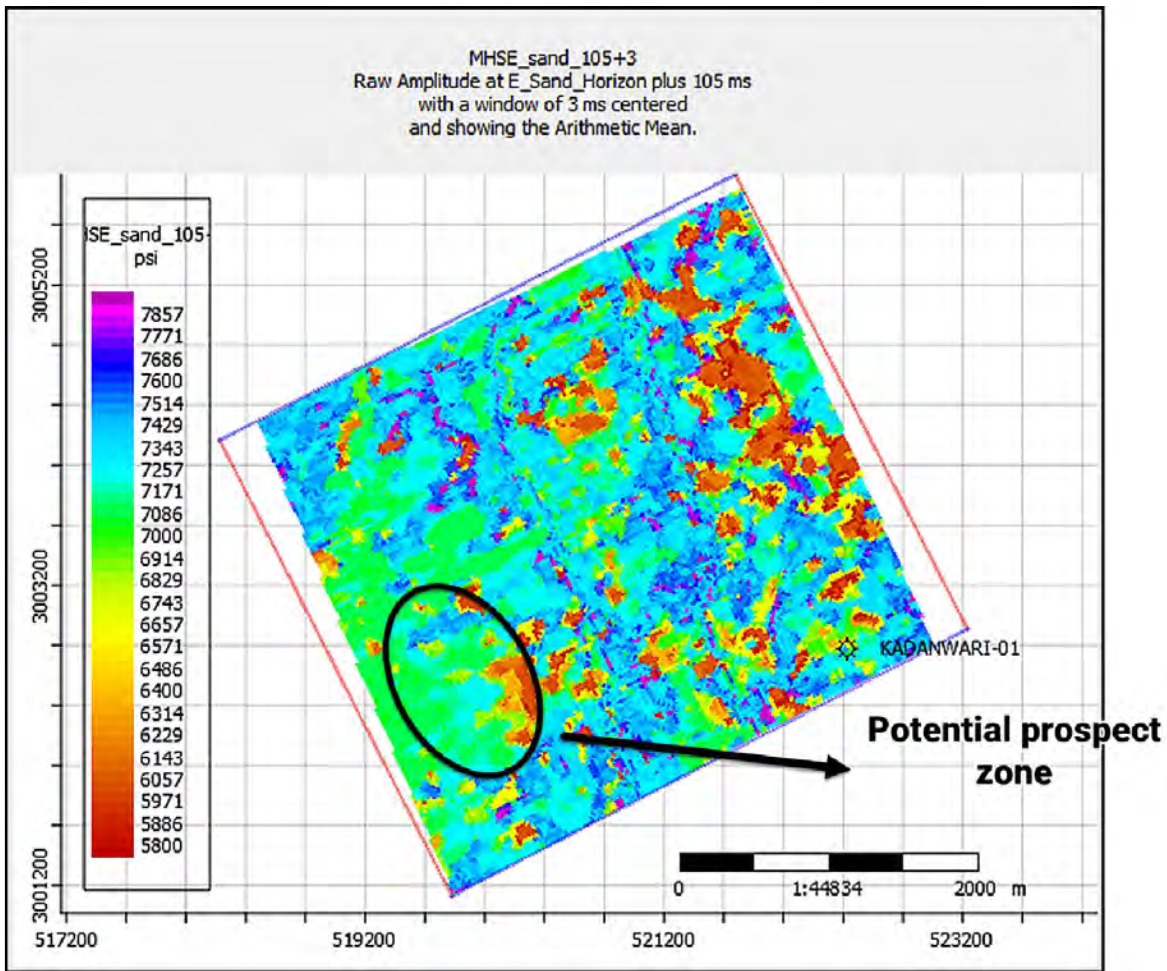 MHSE_sand_105+3
Raw Amplitude at E_Sand_Horizon plus 105 ms
with a window of 3 ms centered
and showing the Arithmetic Mean.
ISE_sand_105-
psi
7857
7771
7686
7600
7514
7429
7343
7257
7171
7086
7000
6914
6829
6743
6657
6571
6486
6400
6314
6229
6143
6057
5971
5886
5800
3005200
3003200
3001200
KADANWARI-01
Potential prospect
zone
0 1:44834 2000 m
517200 519200 521200 523200